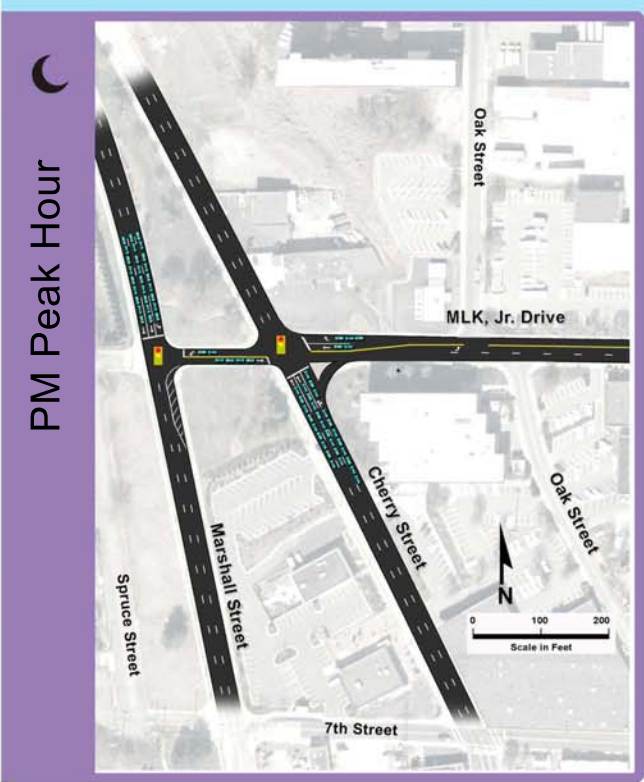 PM Peak Hour
Oak Street
MLK, Jr. Drive
Cherry Street
Oak Street
Marshall Street
Spruce Street
N
0 100 200
Scale in Feet
7th Street